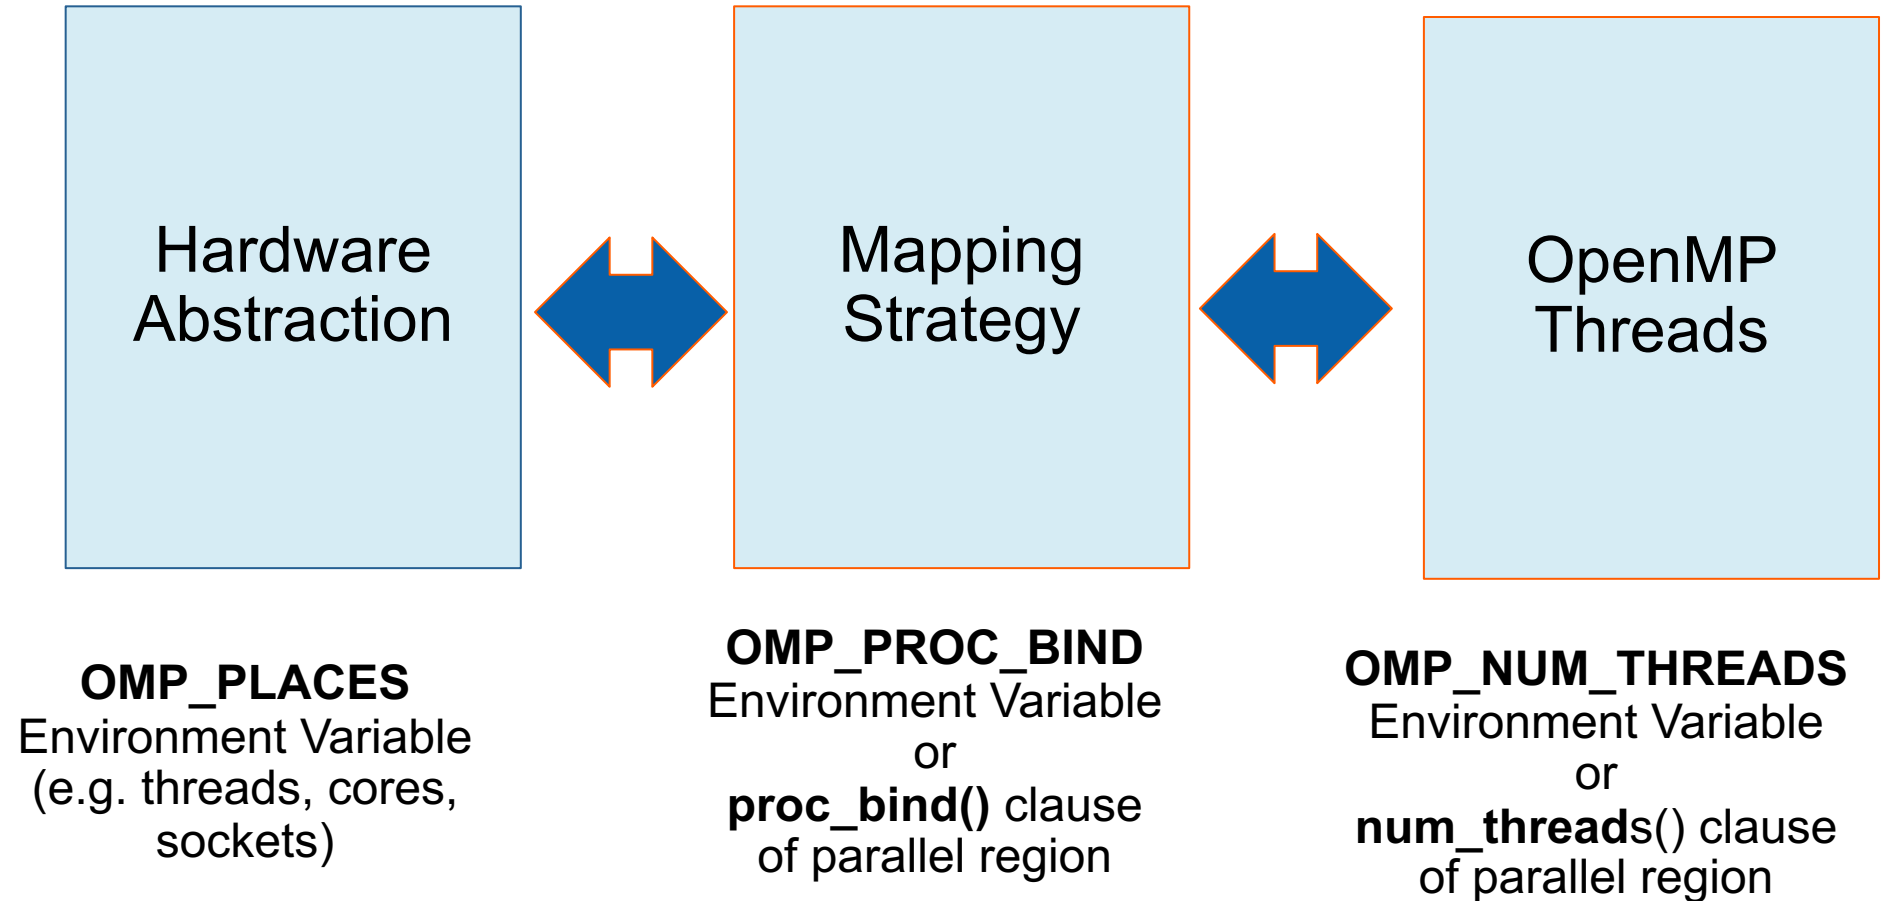 Hardware
Abstraction
Mapping
Strategy
OpenMP
Threads
OMP_PLACES
Environment Variable
(e.g. threads, cores,
sockets)
OMP_PROC_BIND
Environment Variable
or
proc_bind() clause
of parallel region
OMP_NUM_THREADS
Environment Variable
or
num_threads() clause
of parallel region